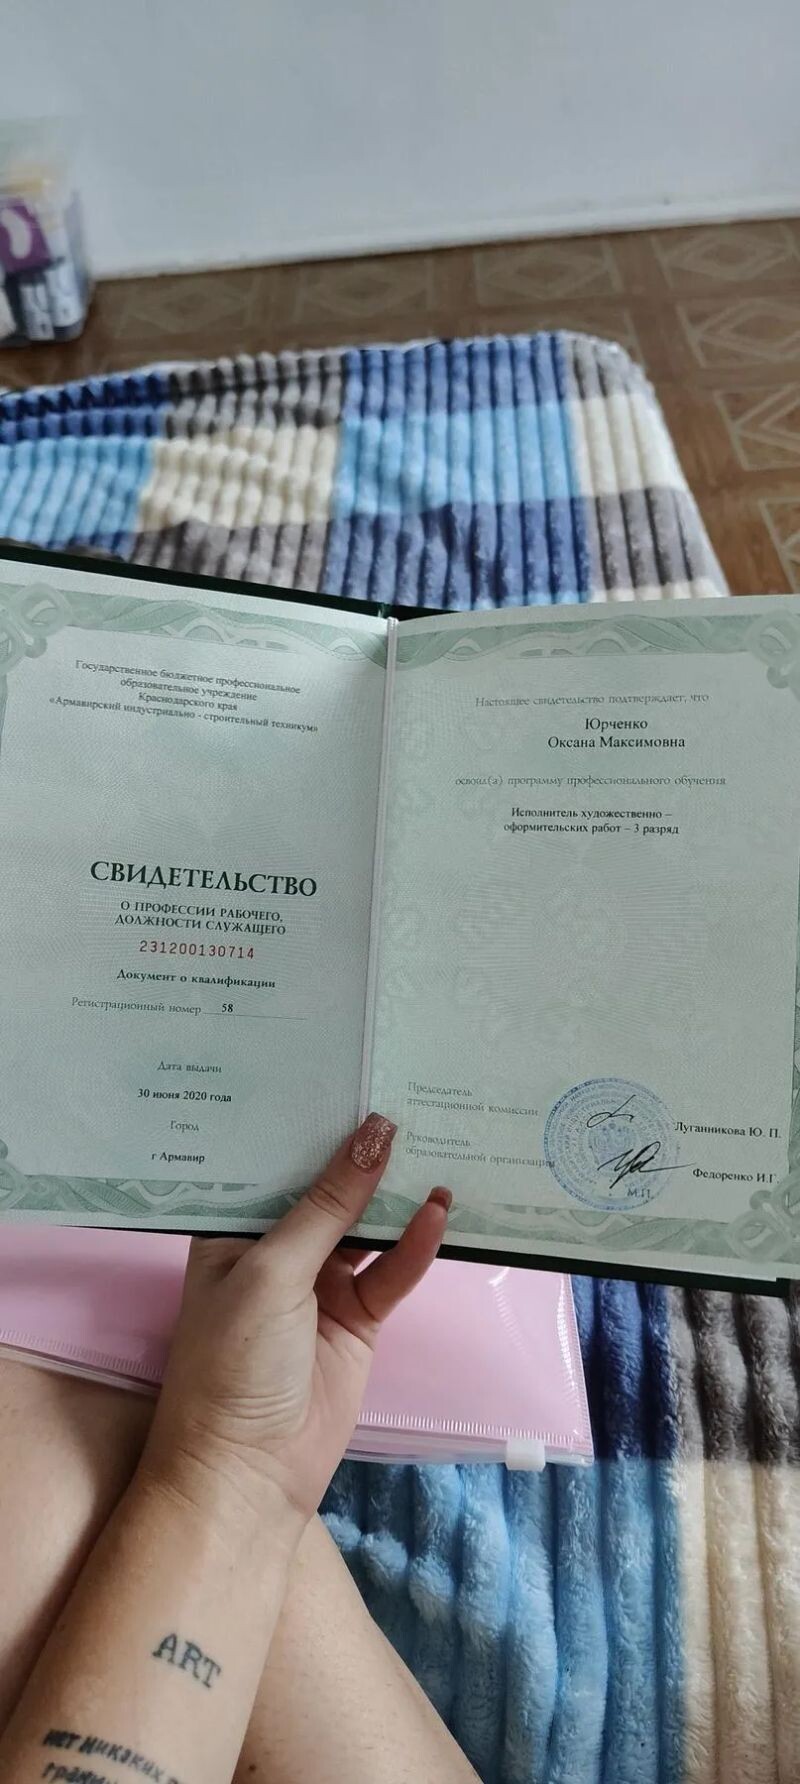 Государственное бюджетное профессиональное
образовательное учреждение
Краснодарского края
«Армавирский индустриально - строительный техникум»
СВИДЕТЕЛЬСТВО
О ПРОФЕССИИ РАБОЧЕГО,
ДОЛЖНОСТИ СЛУЖАЩЕГО
231200130714
Документ о квалификации
Регистрационный номер 58
Дата выдачи
30 июня 2020 года
Город
г Армавир
Настоящее свидетельство подтверждает, что
Юрченко
Оксана Максимовна
освоил(а) программу профессионального обучения
Исполнитель художественно –
оформительских работ – 3 разряд
Председатель
аттестационной комиссии
Луганникова Ю. П.
Руководитель
образовательной организации
Федоренко И.Г.
М.П.
ART
нет никаких